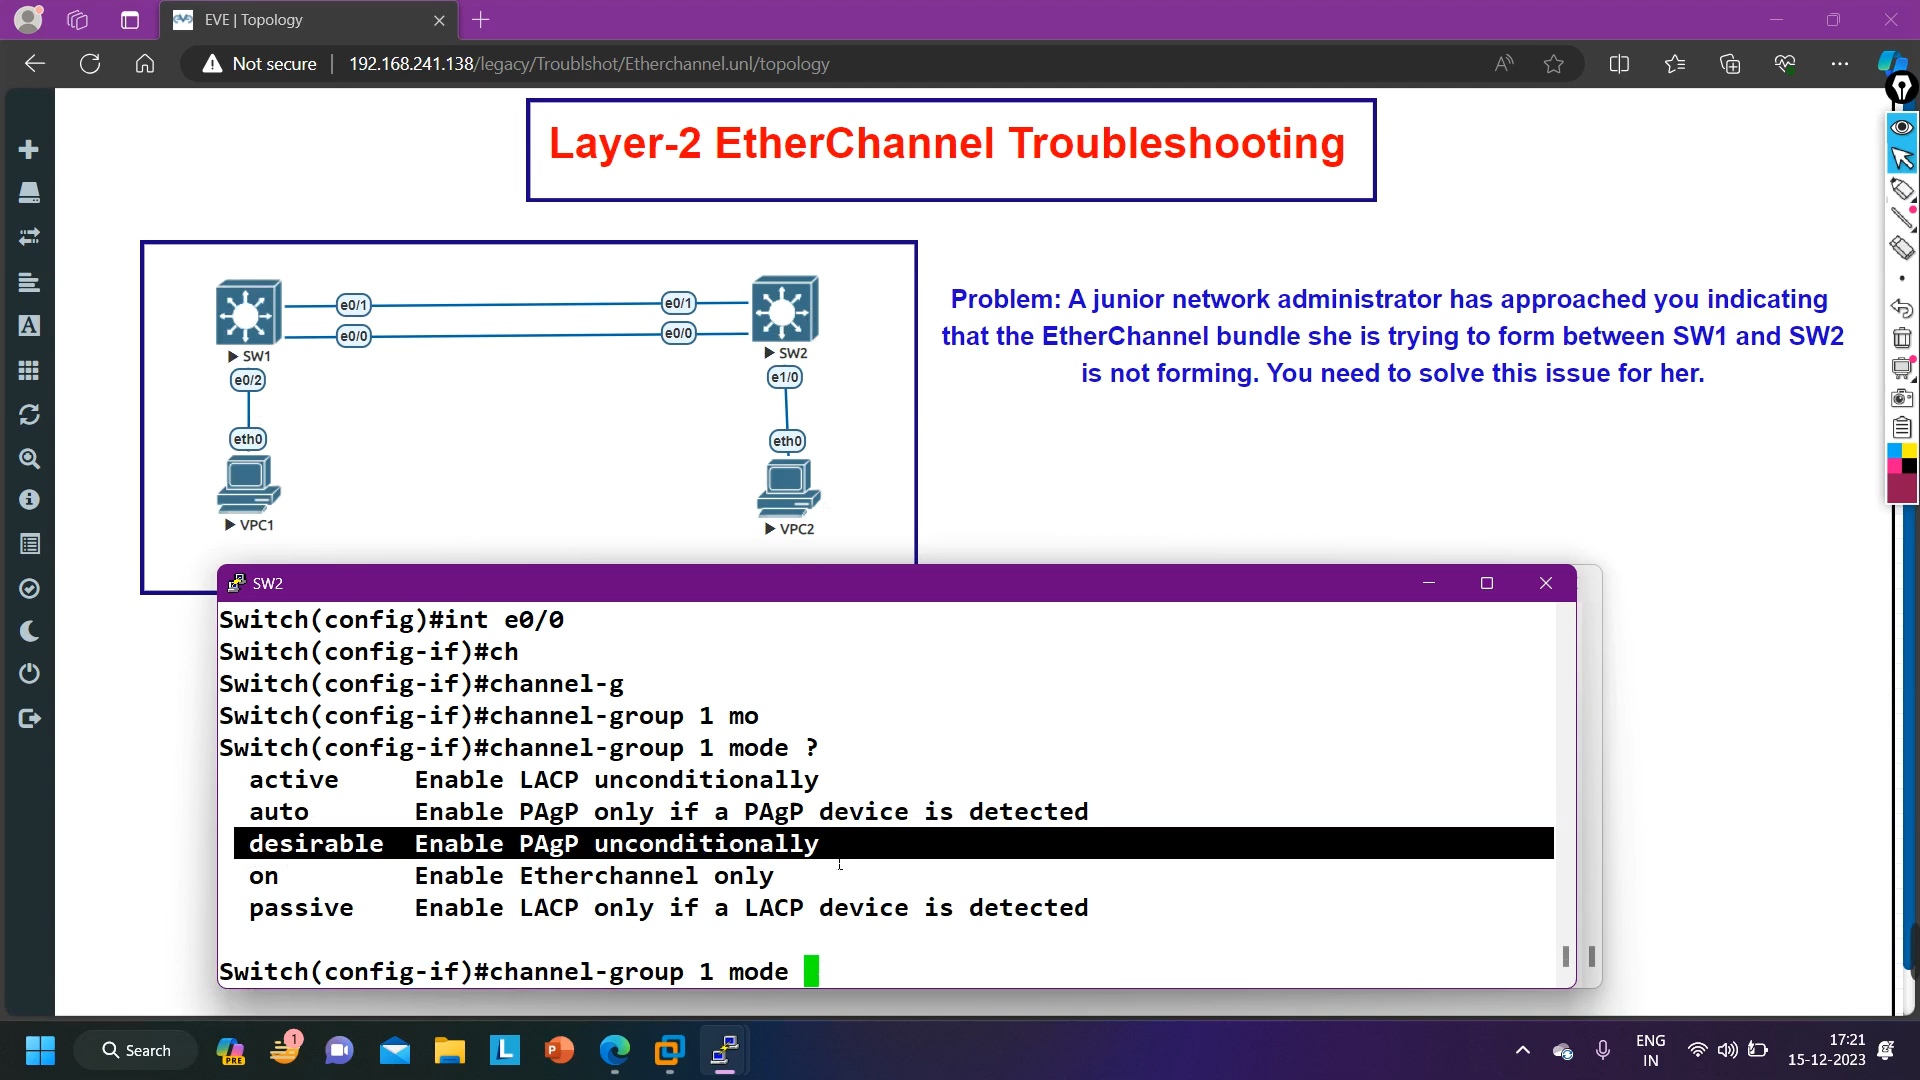 EVE | Topology
Not secure
192.168.241.138/legacy/Troublshot/Etherchannel.unl/topology
Layer-2 EtherChannel Troubleshooting
e0/1
e0/1
e0/0
e0/0
SW1
SW2
e0/2
e1/0
eth0
eth0
VPC1
VPC2
Problem: A junior network administrator has approached you indicating
that the EtherChannel bundle she is trying to form between SW1 and SW2
is not forming. You need to solve this issue for her.
SW2
Switch(config)#int e0/0
Switch(config-if)#ch
Switch(config-if)#channel-g
Switch(config-if)#channel-group 1 mo
Switch(config-if)#channel-group 1 mode ?
active Enable LACP unconditionally
auto Enable PAgP only if a PAgP device is detected
desirable Enable PAgP unconditionally
on Enable Etherchannel only
passive Enable LACP only if a LACP device is detected
Switch(config-if)#channel-group 1 mode
Search
PRE
1
L
P
ENG
IN
17:21
15-12-2023